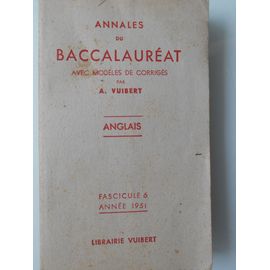 ANNALES
DU
BACCALAURÉAT
AVEC MODÈLES DE CORRIGÉS
PAR
A. VUIBERT
ANGLAIS
FASCICULE 6
ANNÉE 1951
LIBRAIRIE VUIBERT